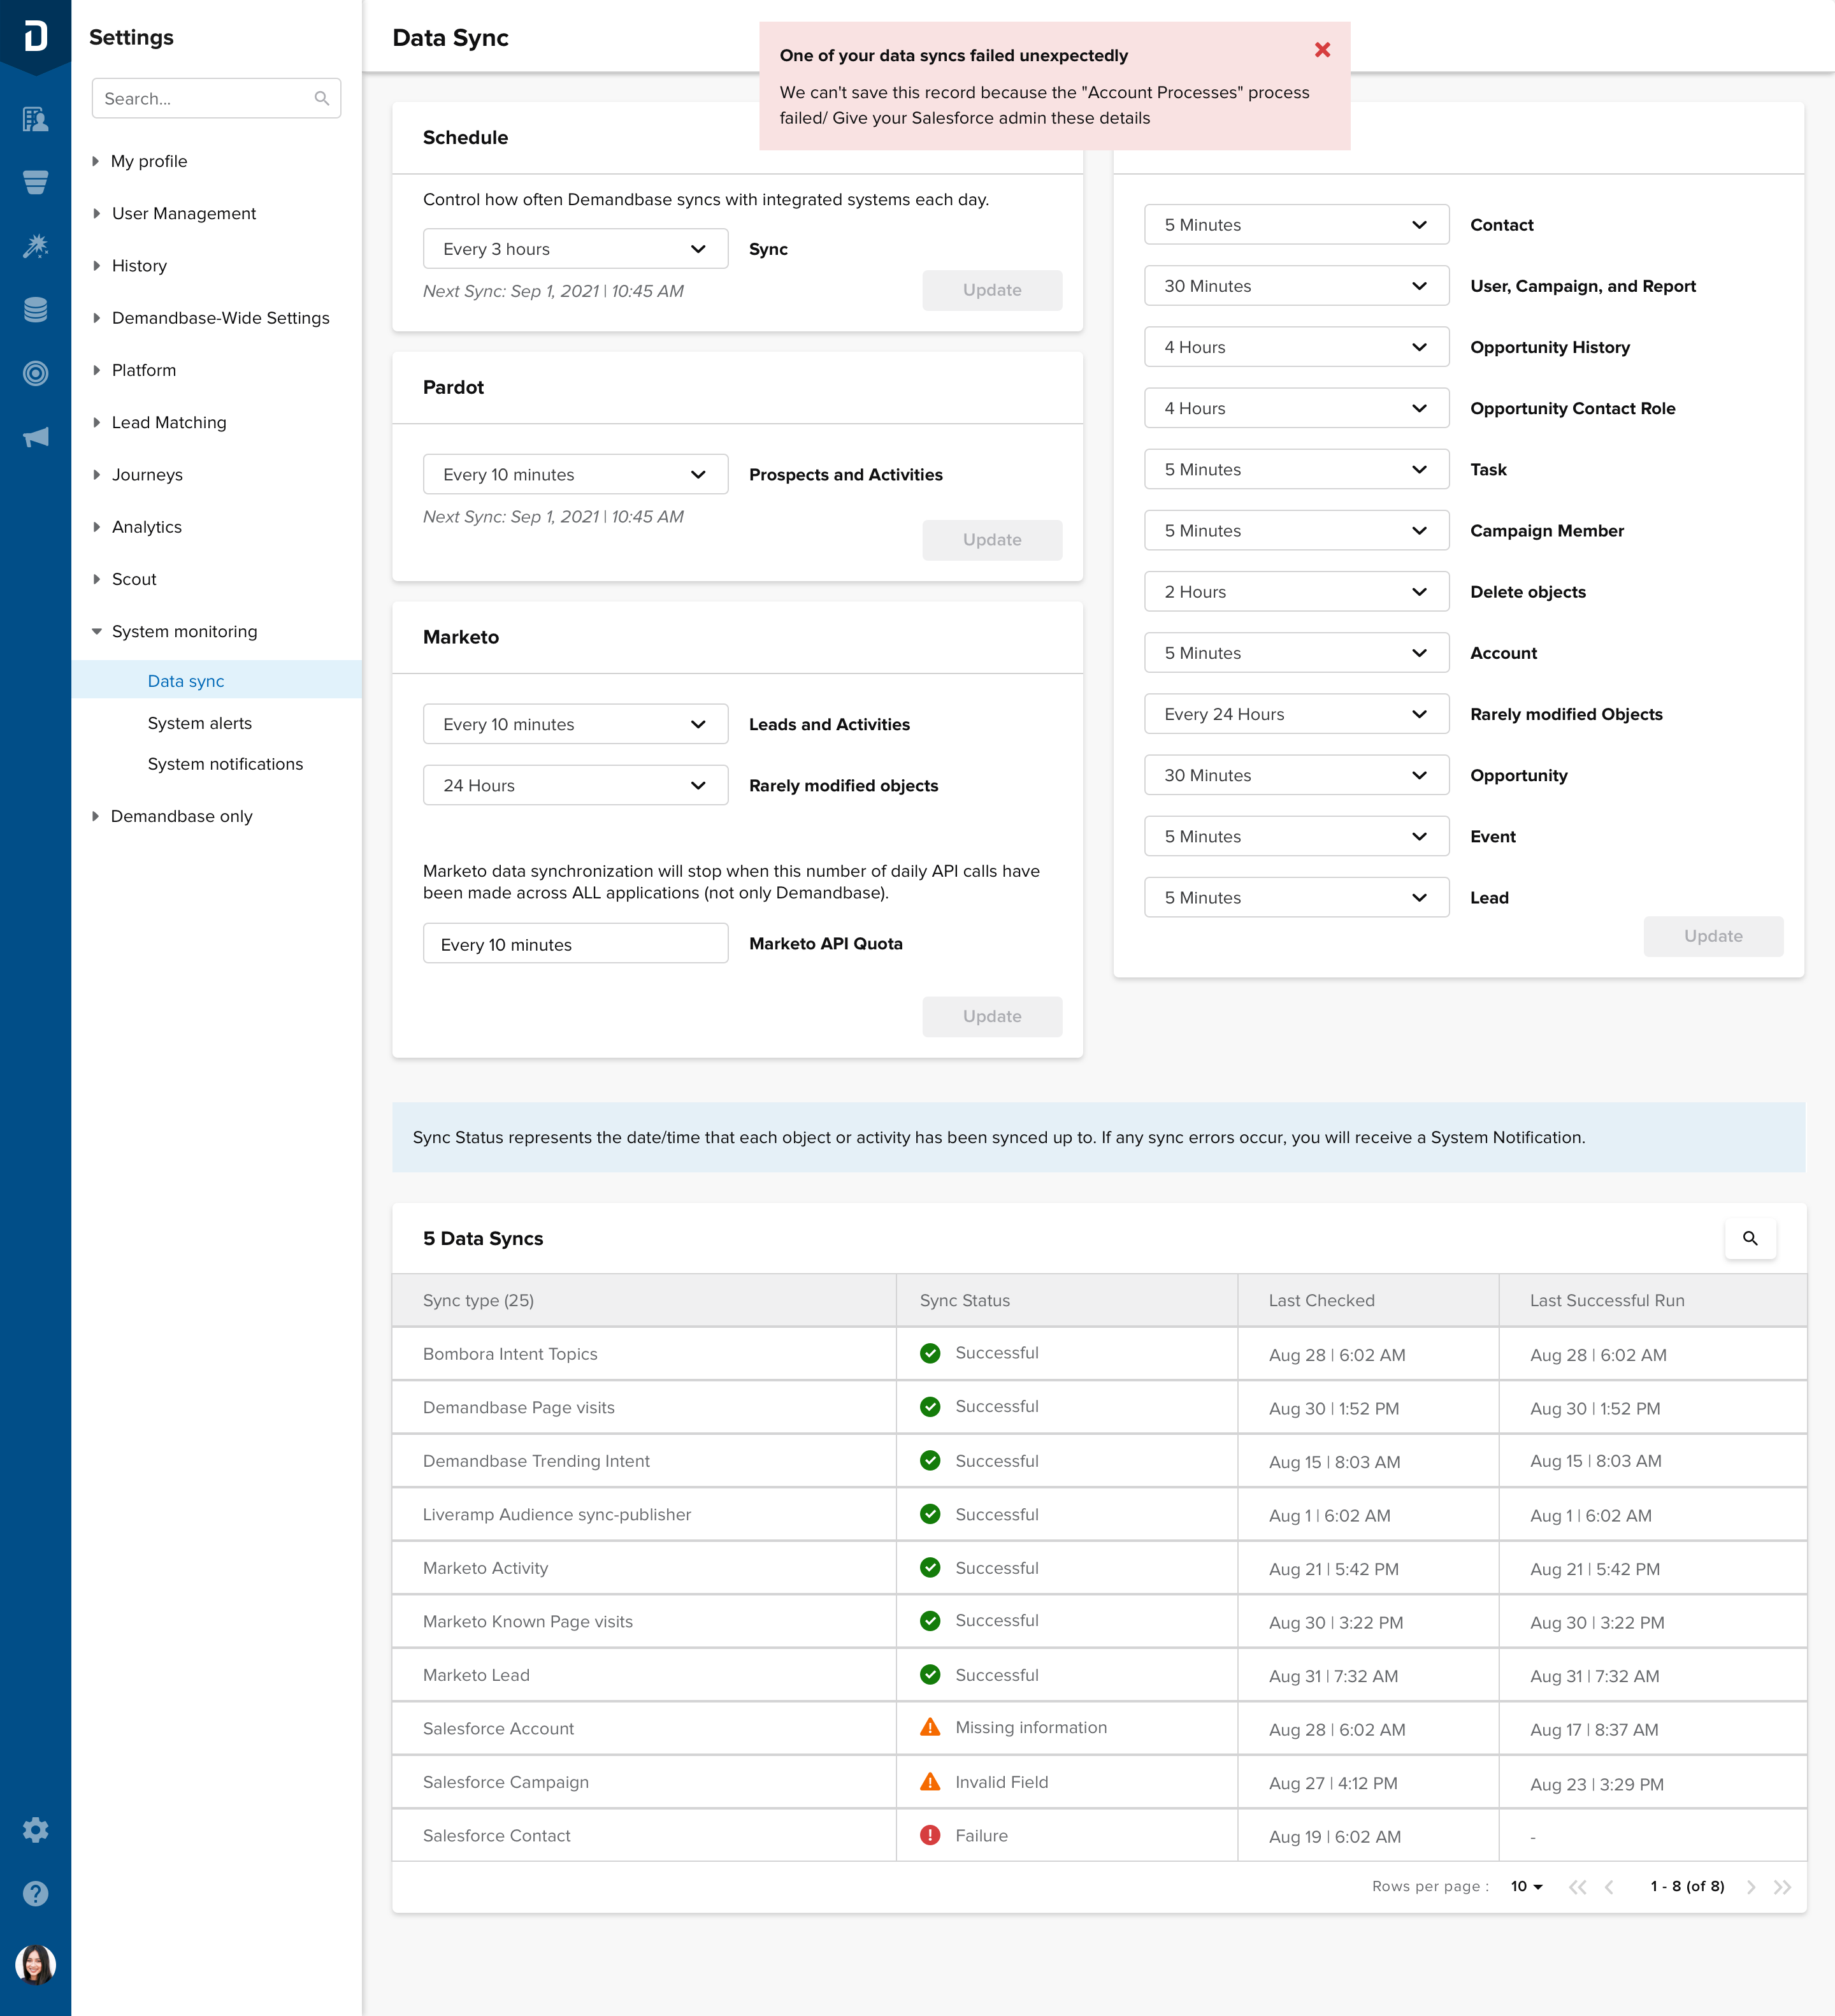 Settings
Search...
My profile
User Management
History
Demandbase-Wide Settings
Platform
Lead Matching
Journeys
Analytics
Scout
System monitoring
Data sync
System alerts
System notifications
Demandbase only
Data Sync
One of your data syncs failed unexpectedly
We can't save this record because the "Account Processes" process
failed/ Give your Salesforce admin these details
Schedule
Control how often Demandbase syncs with integrated systems each day.
Every 3 hours Sync
Next Sync: Sep 1, 2021 | 10:45 AM
Update
Pardot
Every 10 minutes Prospects and Activities
Next Sync: Sep 1, 2021 | 10:45 AM
Update
Marketo
Every 10 minutes Leads and Activities
24 Hours Rarely modified objects
Marketo data synchronization will stop when this number of daily API calls have
been made across ALL applications (not only Demandbase).
Every 10 minutes Marketo API Quota
Update
5 Minutes Contact
30 Minutes User, Campaign, and Report
4 Hours Opportunity History
4 Hours Opportunity Contact Role
5 Minutes Task
5 Minutes Campaign Member
2 Hours Delete objects
5 Minutes Account
Every 24 Hours Rarely modified Objects
30 Minutes Opportunity
5 Minutes Event
5 Minutes Lead
Update
Sync Status represents the date/time that each object or activity has been synced up to. If any sync errors occur, you will receive a System Notification.
5 Data Syncs
Sync type (25) Sync Status Last Checked Last Successful Run
Bombora Intent Topics Successful Aug 28 | 6:02 AM Aug 28 | 6:02 AM
Demandbase Page visits Successful Aug 30 | 1:52 PM Aug 30 | 1:52 PM
Demandbase Trending Intent Successful Aug 15 | 8:03 AM Aug 15 | 8:03 AM
Liveramp Audience sync-publisher Successful Aug 1 | 6:02 AM Aug 1 | 6:02 AM
Marketo Activity Successful Aug 21 | 5:42 PM Aug 21 | 5:42 PM
Marketo Known Page visits Successful Aug 30 | 3:22 PM Aug 30 | 3:22 PM
Marketo Lead Successful Aug 31 | 7:32 AM Aug 31 | 7:32 AM
Salesforce Account Missing information Aug 28 | 6:02 AM Aug 17 | 8:37 AM
Salesforce Campaign Invalid Field Aug 27 | 4:12 PM Aug 23 | 3:29 PM
Salesforce Contact Failure Aug 19 | 6:02 AM -
Rows per page : 10 1 - 8 (of 8)